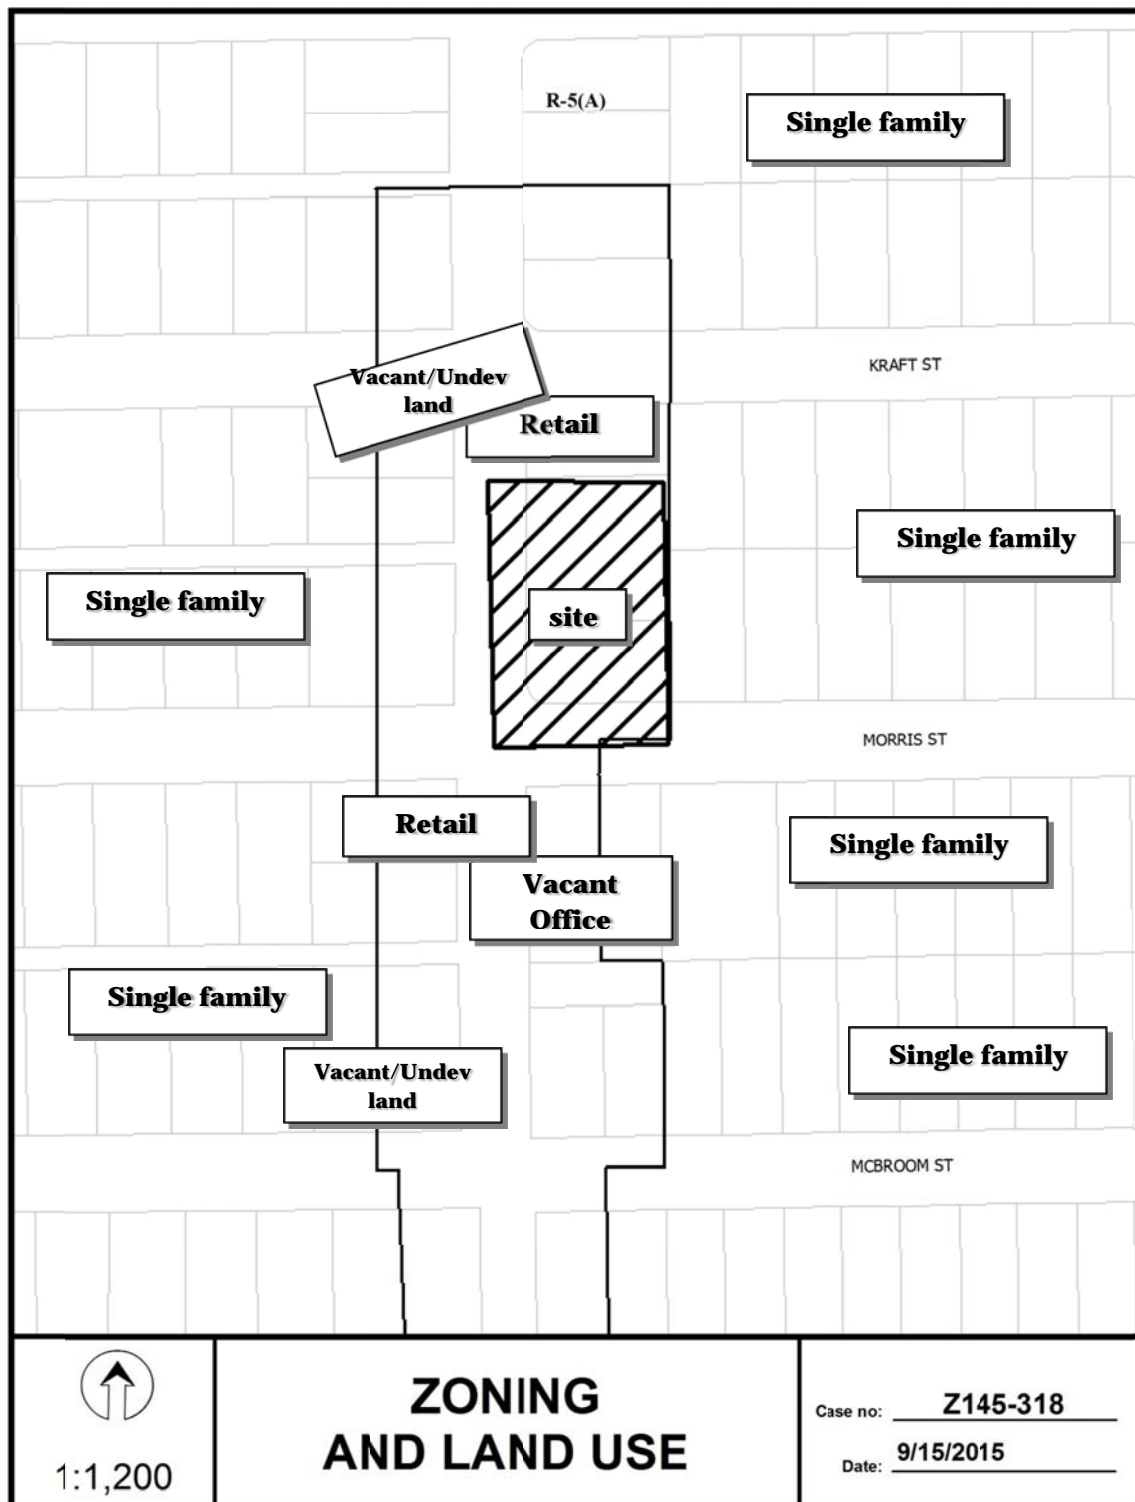 R-5(A)
Single family
KRAFT ST
Vacant/Undev
land
Retail
Single family
Single family
site
MORRIS ST
Retail
Single family
Vacant
Office
Single family
Single family
Vacant/Undev
land
MCBROOM ST
1:1,200
ZONING
AND LAND USE
Case no: Z145-318
Date: 9/15/2015